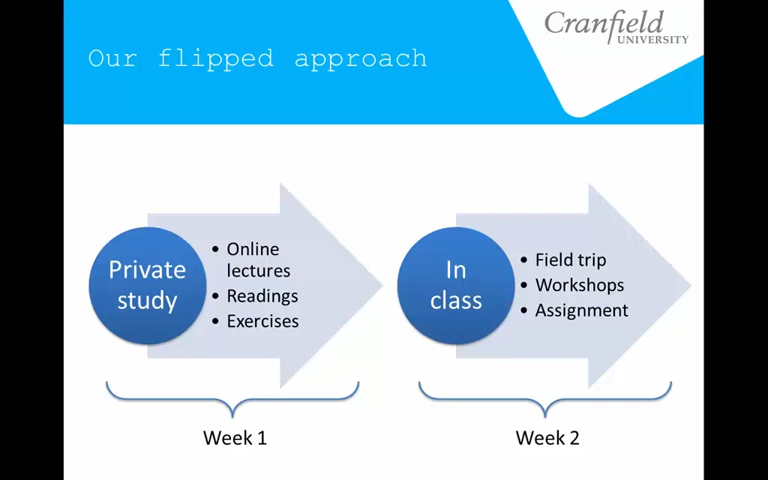 Our flipped approach
Cranfield
UNIVERSITY
Private
study
• Online
lectures
• Readings
• Exercises
In
class
• Field trip
• Workshops
• Assignment
Week 1
Week 2